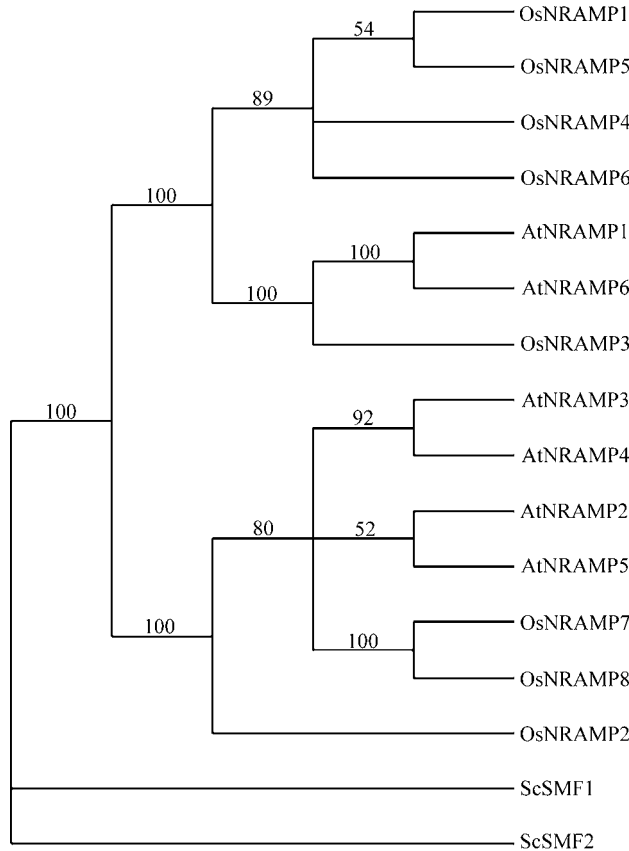 OsNRAMP1
54
OsNRAMP5
89
OsNRAMP4
OsNRAMP6
100
AtNRAMP1
100
AtNRAMP6
100
OsNRAMP3
AtNRAMP3
100
92
AtNRAMP4
AtNRAMP2
80
52
AtNRAMP5
OsNRAMP7
100
100
OsNRAMP8
OsNRAMP2
ScSMF1
ScSMF2